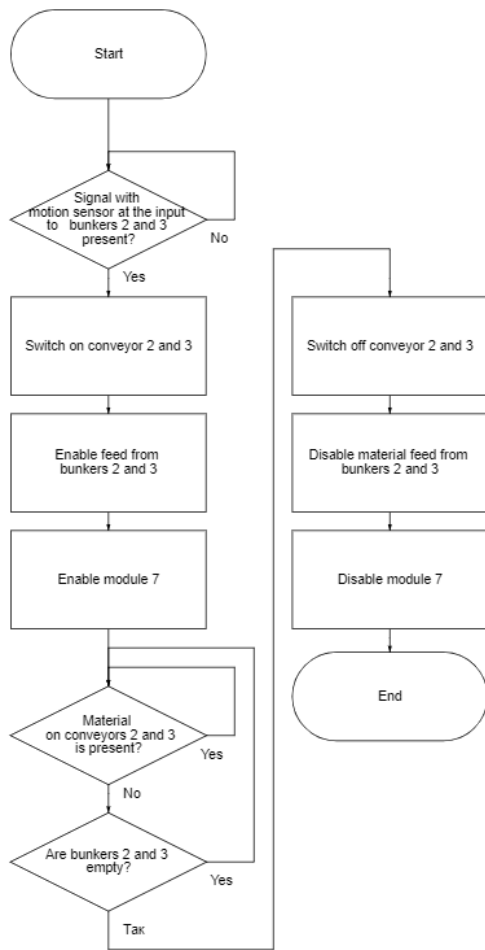 Start
Signal with
motion sensor at the input
to bunkers 2 and 3
present?
No
Yes
Switch on conveyor 2 and 3
Enable feed from
bunkers 2 and 3
Enable module 7
Material
on conveyors 2 and 3
is present?
Yes
No
Are bunkers 2 and 3
empty?
Yes
Так
Switch off conveyor 2 and 3
Disable material feed from
bunkers 2 and 3
Disable module 7
End